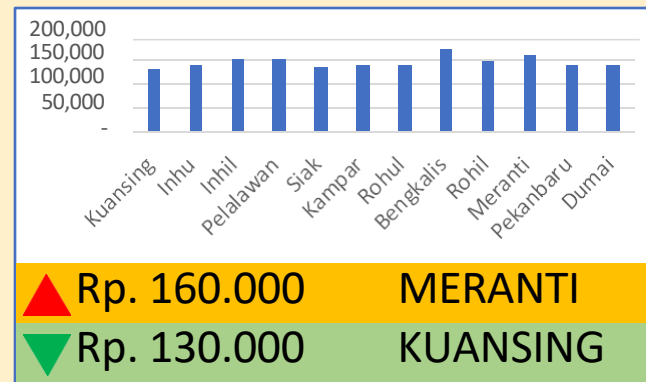 200,000
150,000
100,000
50,000
-
Kuansing
Inhu
Inhil
Pelalawan
Siak
Kampar
Rohul
Bengkalis
Rohil
Meranti
Pekanbaru
Dumai
Rp. 160.000 MERANTI
Rp. 130.000 KUANSING